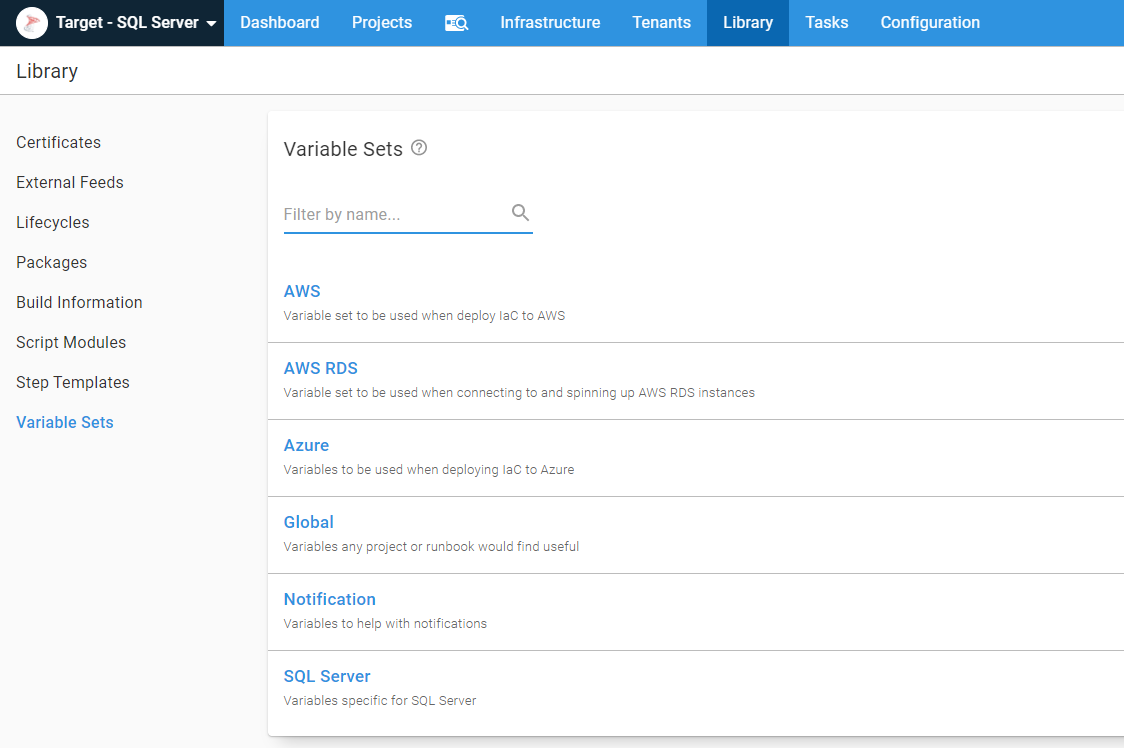 Target - SQL Server Dashboard Projects Infrastructure Tenants Library Tasks Configuration
Library
Certificates
External Feeds
Lifecycles
Packages
Build Information
Script Modules
Step Templates
Variable Sets
Variable Sets
Filter by name...
AWS
Variable set to be used when deploy IaC to AWS
AWS RDS
Variable set to be used when connecting to and spinning up AWS RDS instances
Azure
Variables to be used when deploying IaC to Azure
Global
Variables any project or runbook would find useful
Notification
Variables to help with notifications
SQL Server
Variables specific for SQL Server